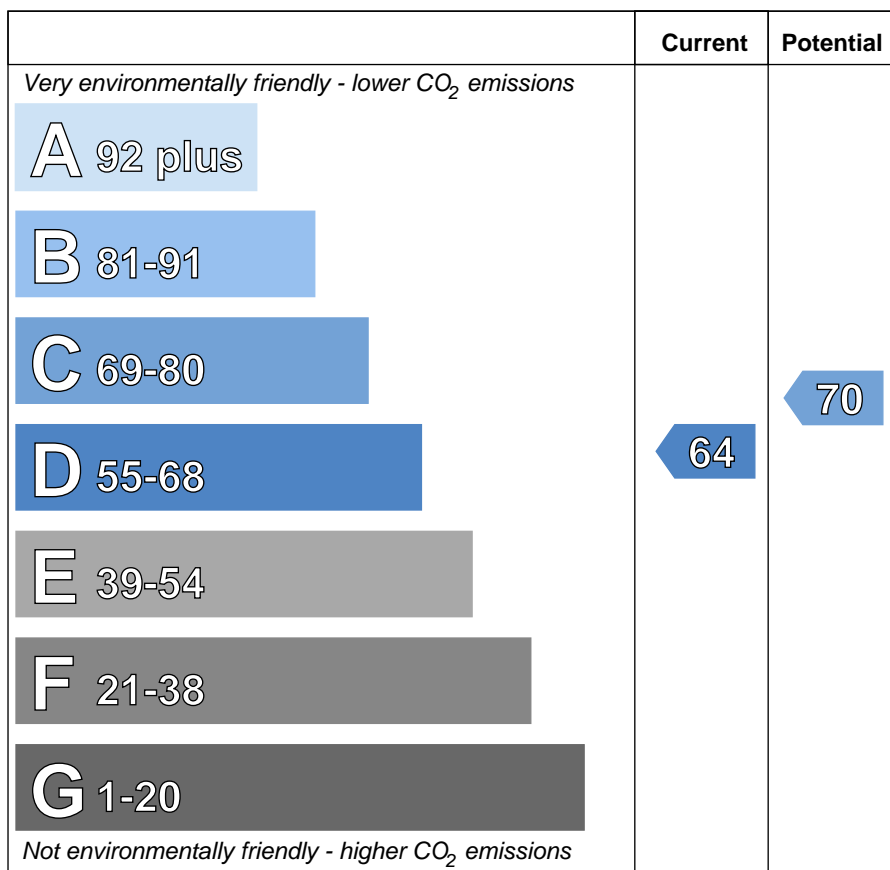 Current Potential
Very environmentally friendly - lower CO2 emissions
A 92 plus
B 81-91
C 69-80
70
D 55-68
64
E 39-54
F 21-38
G 1-20
Not environmentally friendly - higher CO2 emissions